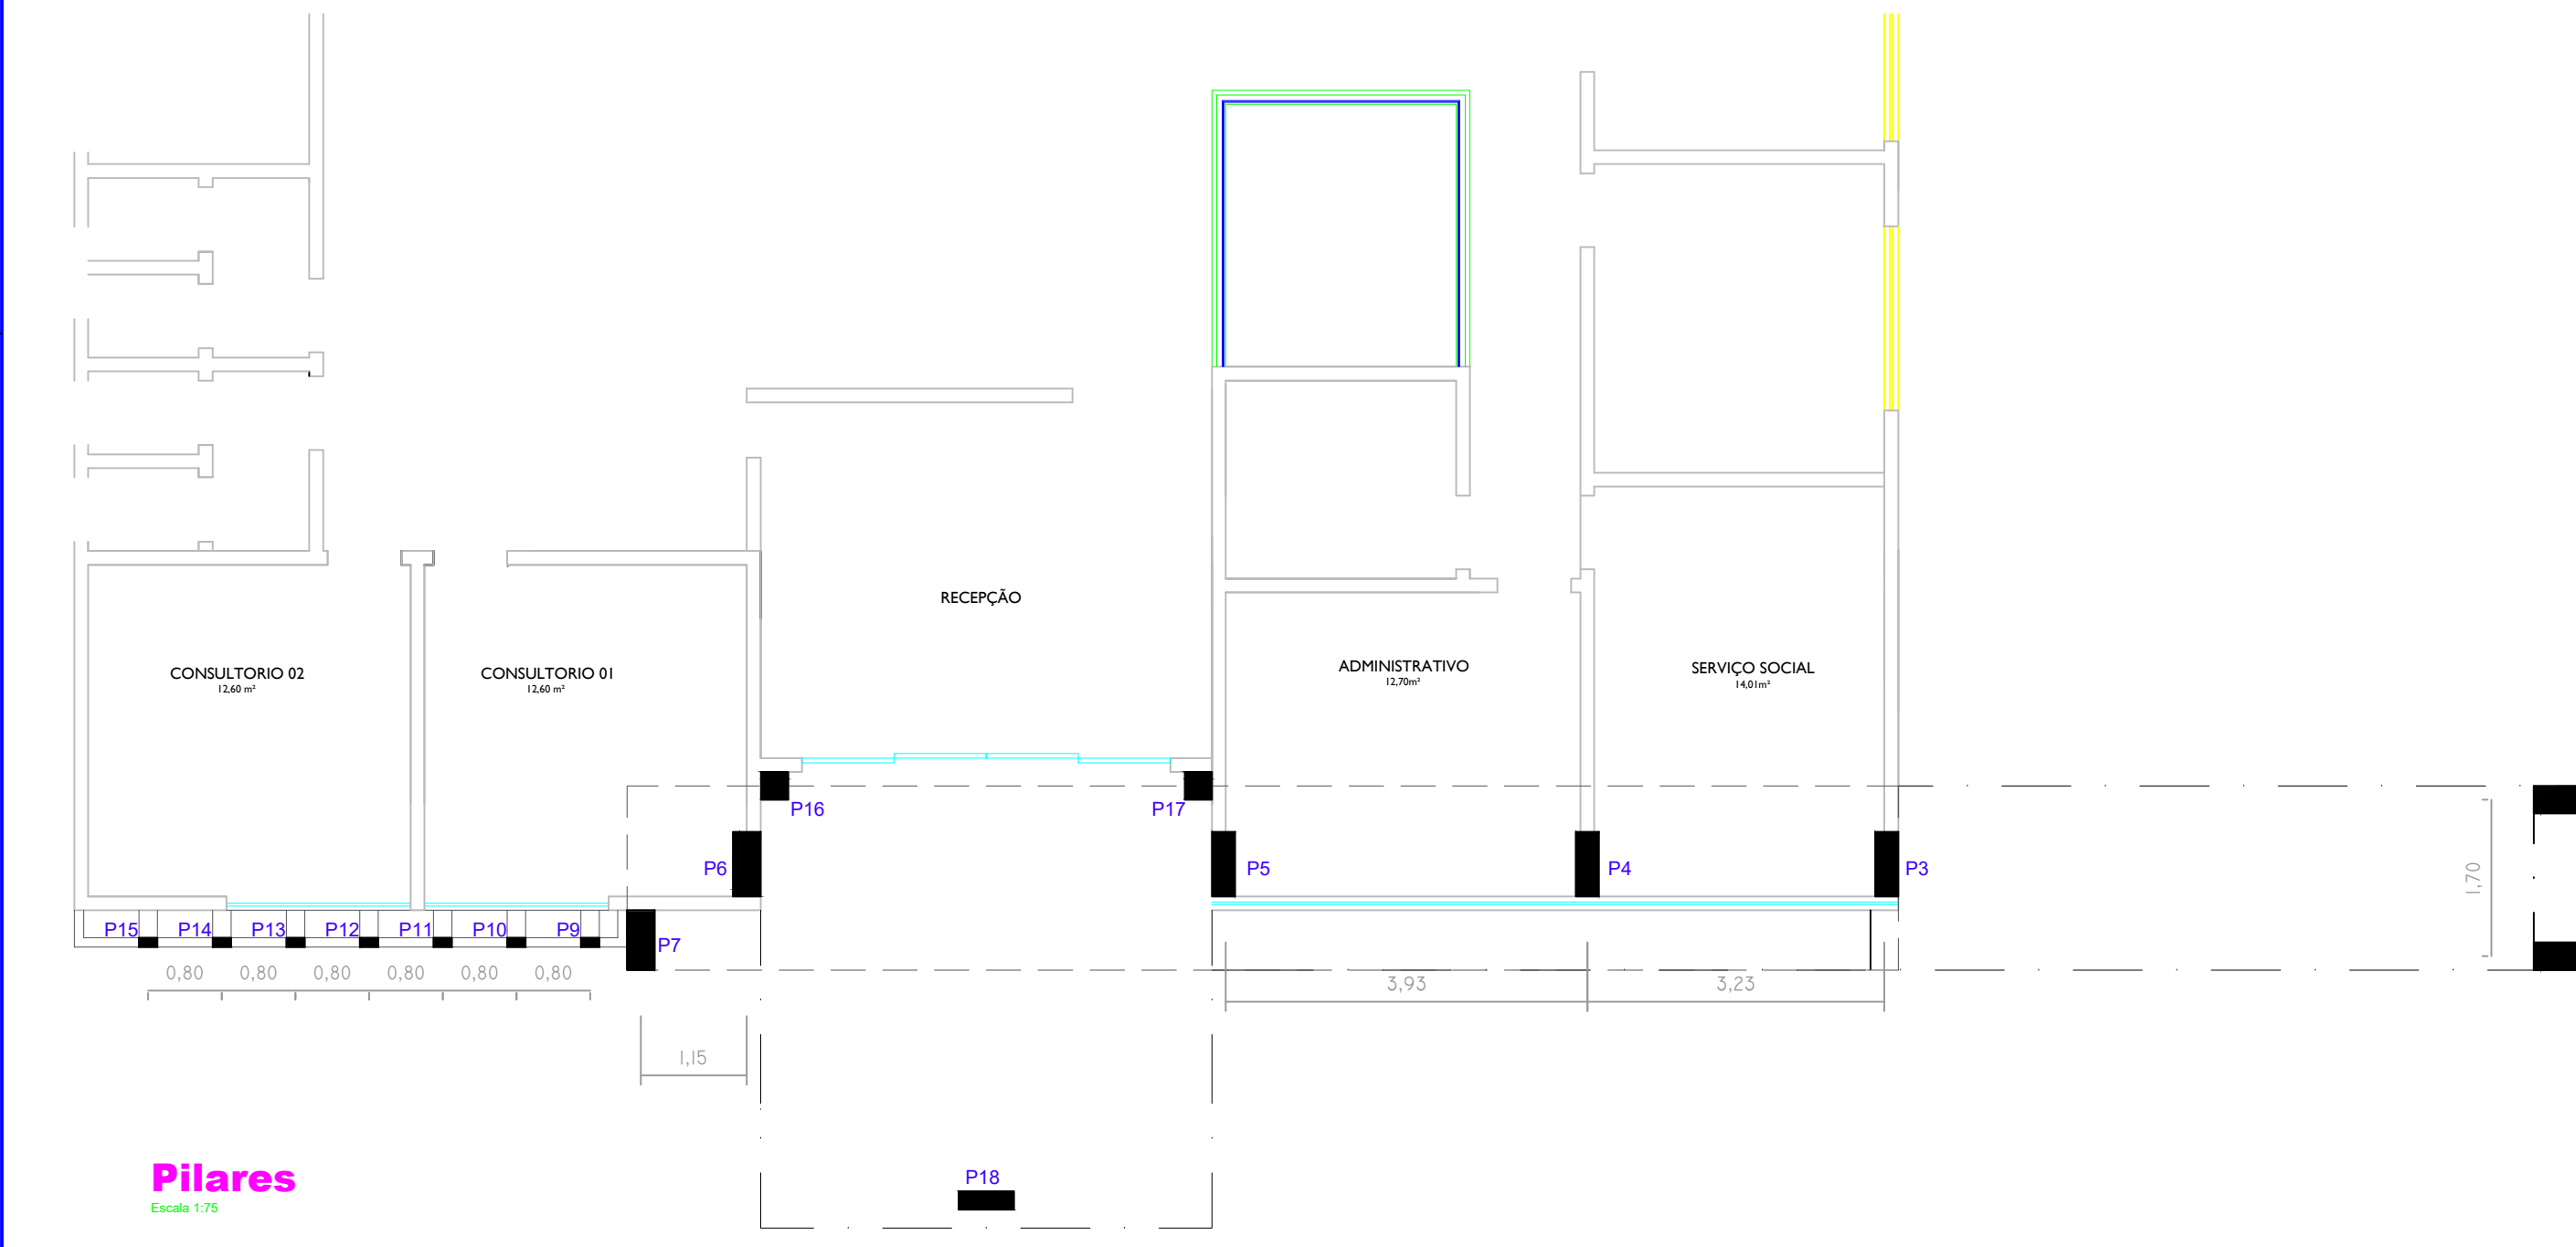 RECEPÇÃO
CONSULTORIO 02
12,60 m²
CONSULTORIO 01
12,60 m²
ADMINISTRATIVO
12,70m²
SERVIÇO SOCIAL
14,01m²
P16
P17
P6
P5
P4
P3
1,70
P15 P14 P13 P12 P11 P10 P9
P7
0,80 0,80 0,80 0,80 0,80 0,80
3,93
3,23
1,15
P18
Pilares
Escala 1:75